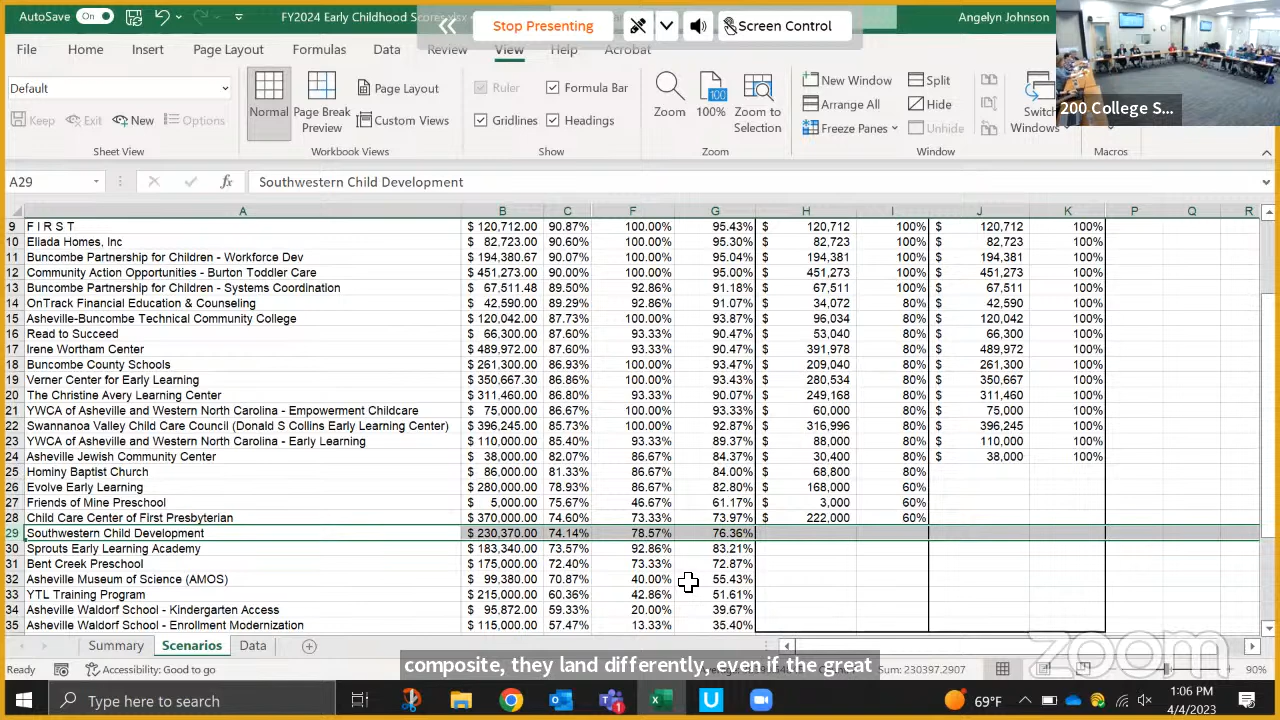 AutoSave On FY2024 Early Childhood Scores.xlsx Stop Presenting Screen Control Angelyn Johnson
File Home Insert Page Layout Formulas Data Review View Help Acrobat
Default
Keep Exit New Options
Sheet View
Normal
Page Break Preview
Page Layout
Custom Views
Workbook Views
Ruler Formula Bar
Gridlines Headings
Show
Zoom 100% Zoom to Selection
Zoom
New Window Split
Arrange All Hide
Freeze Panes Unhide
Switch Windows
Window
Macros
200 College S...
A29 fx Southwestern Child Development
A B C F G H I J K P Q R
9 F I R S T $ 120,712.00 90.87% 100.00% 95.43% $ 120,712 100% $ 120,712 100%
10 Eliada Homes, Inc $ 82,723.00 90.60% 100.00% 95.30% $ 82,723 100% $ 82,723 100%
11 Buncombe Partnership for Children - Workforce Dev $ 194,380.67 90.07% 100.00% 95.04% $ 194,381 100% $ 194,381 100%
12 Community Action Opportunities - Burton Toddler Care $ 451,273.00 90.00% 100.00% 95.00% $ 451,273 100% $ 451,273 100%
13 Buncombe Partnership for Children - Systems Coordination $ 67,511.48 89.50% 92.86% 91.18% $ 67,511 100% $ 67,511 100%
14 OnTrack Financial Education & Counseling $ 42,590.00 89.29% 92.86% 91.07% $ 34,072 80% $ 42,590 100%
15 Asheville-Buncombe Technical Community College $ 120,042.00 87.73% 100.00% 93.87% $ 96,034 80% $ 120,042 100%
16 Read to Succeed $ 66,300.00 87.60% 93.33% 90.47% $ 53,040 80% $ 66,300 100%
17 Irene Wortham Center $ 489,972.00 87.60% 93.33% 90.47% $ 391,978 80% $ 489,972 100%
18 Buncombe County Schools $ 261,300.00 86.93% 100.00% 93.47% $ 209,040 80% $ 261,300 100%
19 Verner Center for Early Learning $ 350,667.30 86.86% 100.00% 93.43% $ 280,534 80% $ 350,667 100%
20 The Christine Avery Learning Center $ 311,460.00 86.80% 93.33% 90.07% $ 249,168 80% $ 311,460 100%
21 YWCA of Asheville and Western North Carolina - Empowerment Childcare $ 75,000.00 86.67% 100.00% 93.33% $ 60,000 80% $ 75,000 100%
22 Swannanoa Valley Child Care Council (Donald S Collins Early Learning Center) $ 396,245.00 85.73% 100.00% 92.87% $ 316,996 80% $ 396,245 100%
23 YWCA of Asheville and Western North Carolina - Early Learning $ 110,000.00 85.40% 93.33% 89.37% $ 88,000 80% $ 110,000 100%
24 Asheville Jewish Community Center $ 38,000.00 82.07% 86.67% 84.37% $ 30,400 80% $ 38,000 100%
25 Hominy Baptist Church $ 86,000.00 81.33% 86.67% 84.00% $ 68,800 80%
26 Evolve Early Learning $ 280,000.00 78.93% 86.67% 82.80% $ 168,000 60%
27 Friends of Mine Preschool $ 5,000.00 75.67% 46.67% 61.17% $ 3,000 60%
28 Child Care Center of First Presbyterian $ 370,000.00 74.60% 73.33% 73.97% $ 222,000 60%
29 Southwestern Child Development $ 230,370.00 74.14% 78.57% 76.36%
30 Sprouts Early Learning Academy $ 183,340.00 73.57% 92.86% 83.21%
31 Bent Creek Preschool $ 175,000.00 72.40% 73.33% 72.87%
32 Asheville Museum of Science (AMOS) $ 99,380.00 70.87% 40.00% 55.43%
33 YTL Training Program $ 215,000.00 60.36% 42.86% 51.61%
34 Asheville Waldorf School - Kindergarten Access $ 95,872.00 59.33% 20.00% 39.67%
35 Asheville Waldorf School - Enrollment Modernization $ 115,000.00 57.47% 13.33% 35.40%
Summary Scenarios Data
zoom
Ready Accessibility: Good to go Sum: 230397.2907 90%
composite, they land differently, even if the great
Type here to search U 69°F 1:06 PM
4/4/2023